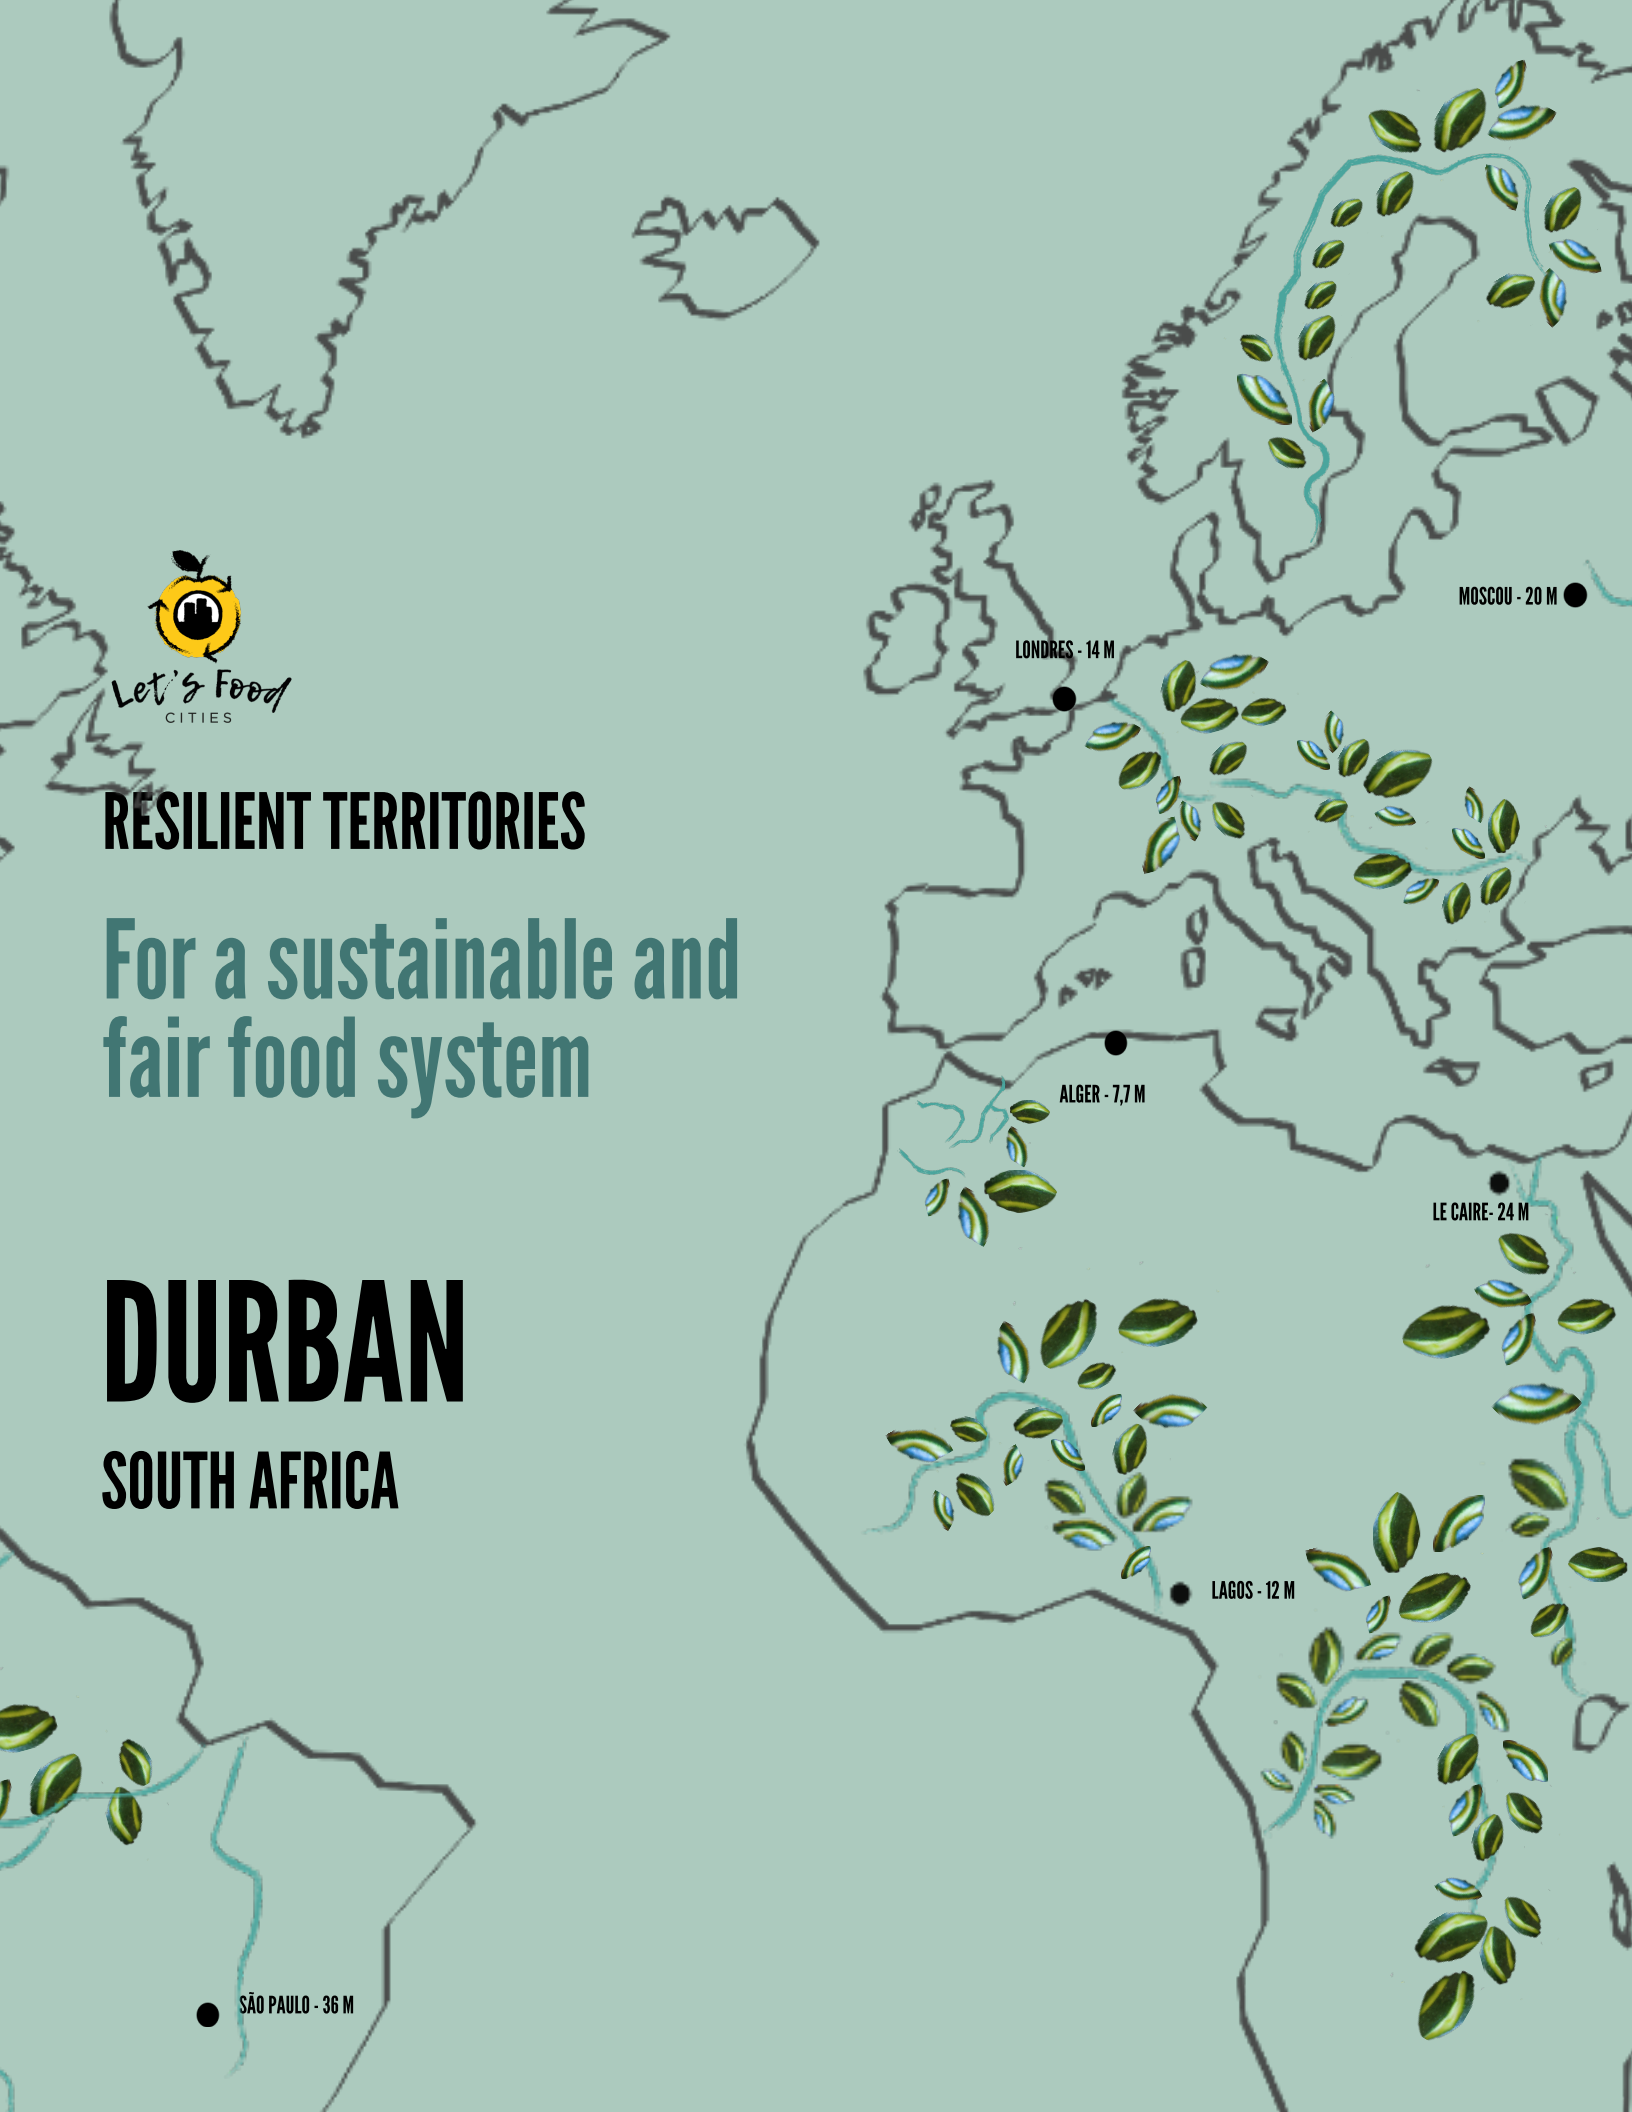 MOSCOU - 20 M
LONDRES - 14 M
Let's Food
CITIES
RESILIENT TERRITORIES
For a sustainable and
fair food system
ALGER - 7,7 M
LE CAIRE- 24 M
DURBAN
SOUTH AFRICA
LAGOS - 12 M
SÃO PAULO - 36 M